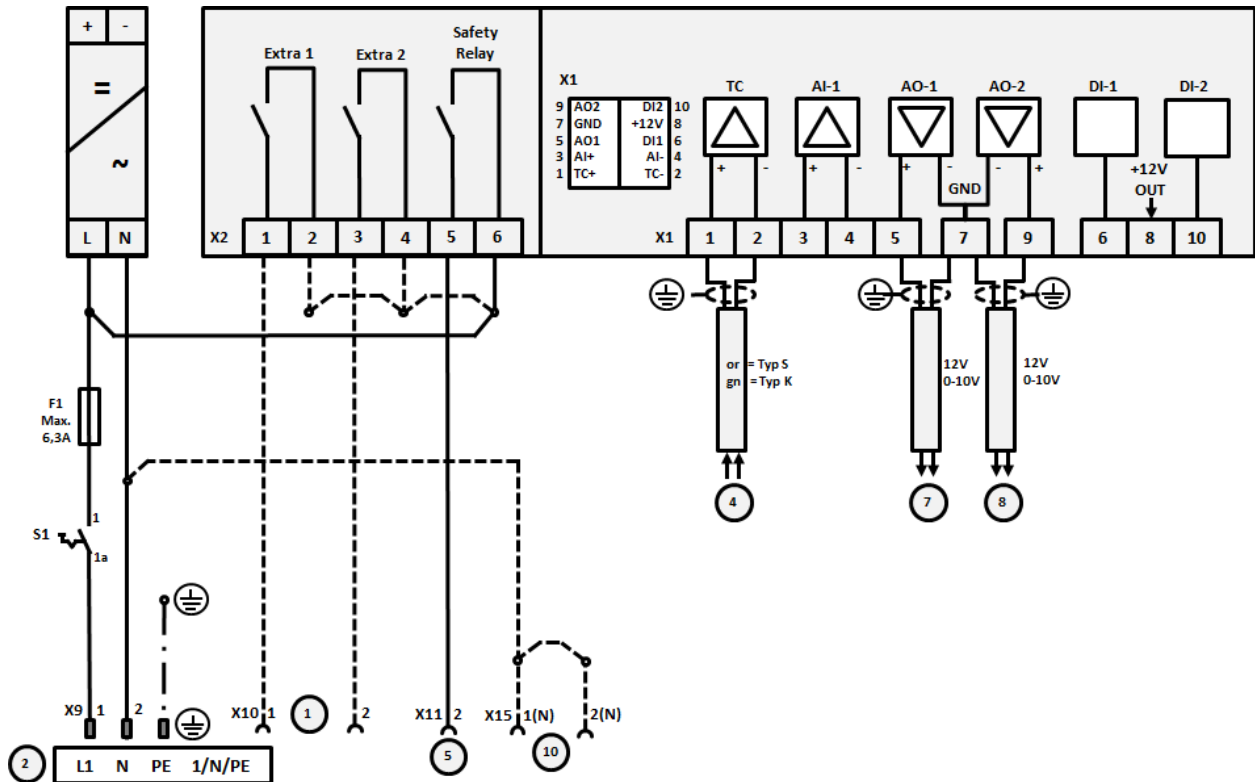 + -
=
~
L N
Extra 1 Extra 2 Safety
Relay
X2 1 2 3 4 5 6
X1
9 AO2 DI2 10
7 GND +12V 8
5 AO1 DI1 6
3 AI+ AI- 4
1 TC+ TC- 2
TC AI-1 AO-1 AO-2 DI-1 DI-2
+ - + - + - - +
GND
+12V
OUT
X1 1 2 3 4 5 7 9 6 8 10
or = Typ S
gn = Typ K
12V
0-10V
12V
0-10V
4 7 8
F1
Max.
6,3A
S1
1
1a
X9 1 2
X10 1 1 2
X11 2
X15 1(N) 2(N)
5
10
2
L1 N PE 1/N/PE